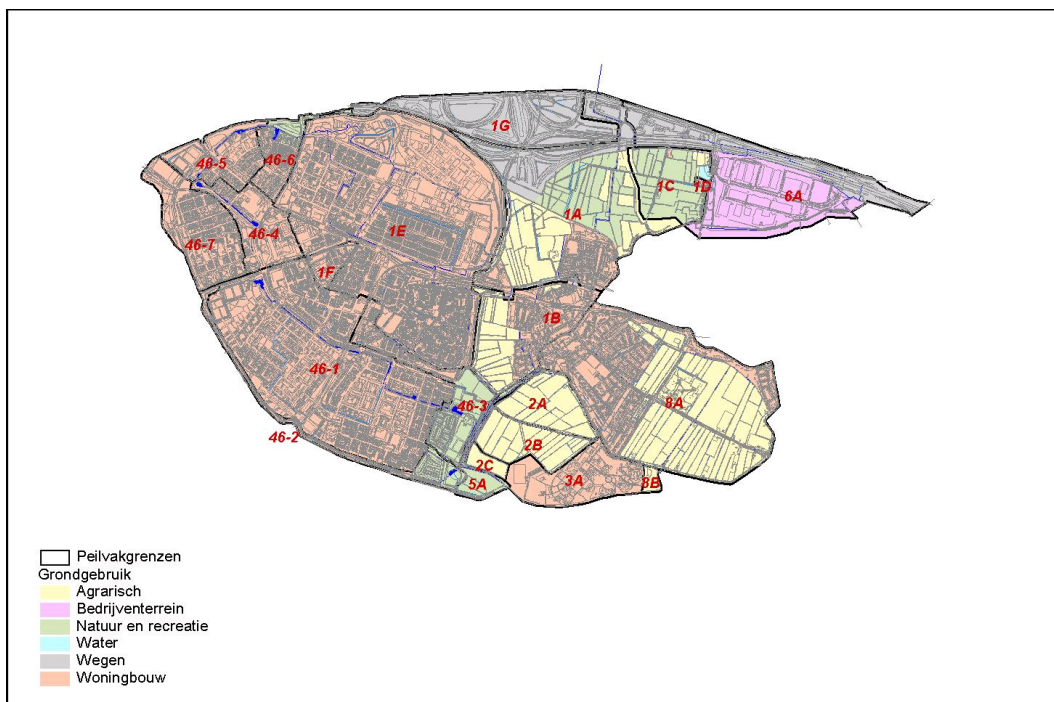 1G
46-5
46-6
1C
1D
6A
1A
46-4
1E
46-7
1F
1B
46-1
46-3
2A
8A
46-2
2B
2C
5A
3A
8B
Peilvakgrenzen
Grondgebruik
Agrarisch
Bedrijventerrein
Natuur en recreatie
Water
Wegen
Woningbouw